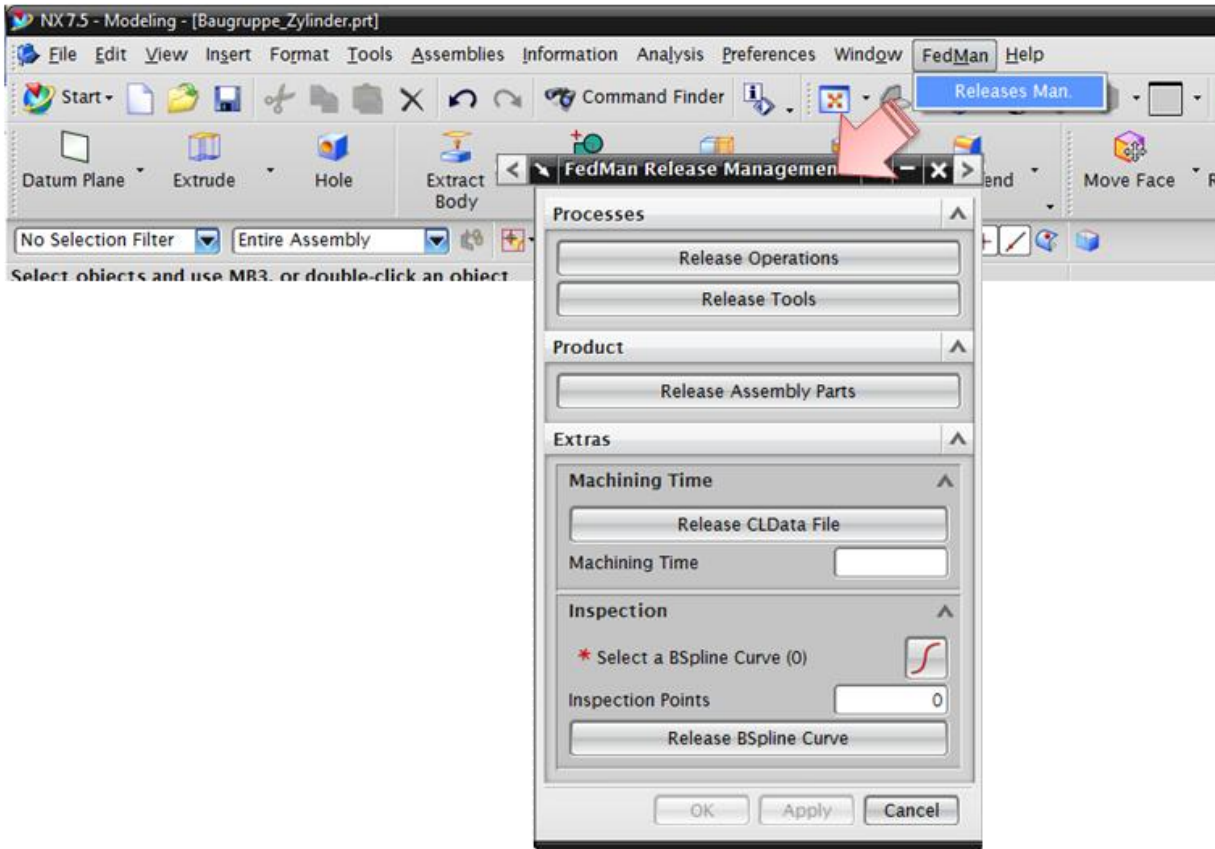 NX 7.5 - Modeling - [Baugruppe_Zylinder.prt]
File Edit View Insert Format Tools Assemblies Information Analysis Preferences Window FedMan Help
Start Command Finder Releases Man.
Datum Plane Extrude Hole Extract Body end Move Face R
FedMan Release Managemen
No Selection Filter Entire Assembly
Select objects and use MB3, or double-click an object
Processes
Release Operations
Release Tools
Product
Release Assembly Parts
Extras
Machining Time
Release CLData File
Machining Time
Inspection
* Select a BSpline Curve (0)
Inspection Points 0
Release BSpline Curve
OK Apply Cancel